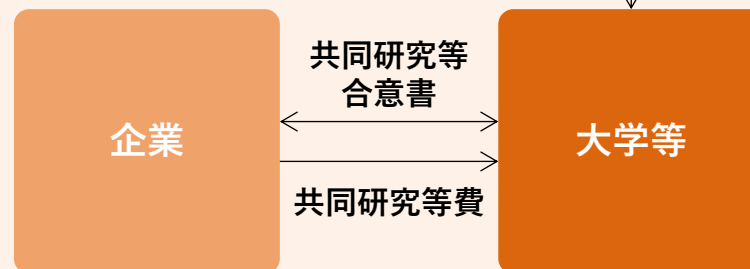 共同研究等
合意書
企業
大学等
共同研究等費